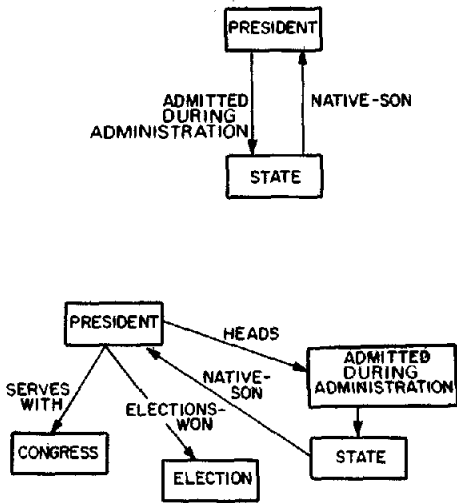 PRESIDENT
ADMITTED
DURING
ADMINISTRATION
NATIVE-SON
STATE
PRESIDENT
HEADS
ADMITTED
DURING
ADMINISTRATION
NATIVE-
SON
SERVES
WITH
ELECTIONS-
WON
CONGRESS
ELECTION
STATE